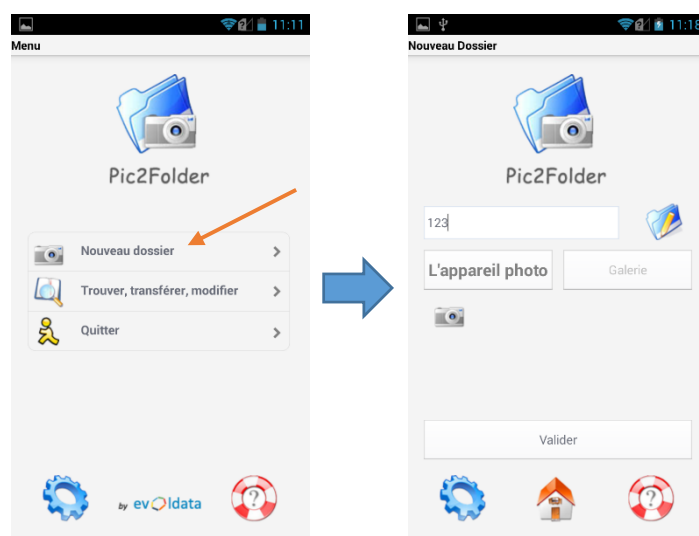 11:11
Menu
Pic2Folder
Nouveau dossier
Trouver, transférer, modifier
Quitter
by evoldata
?
11:18
Nouveau Dossier
Pic2Folder
123
L'appareil photo
Galerie
Valider
?